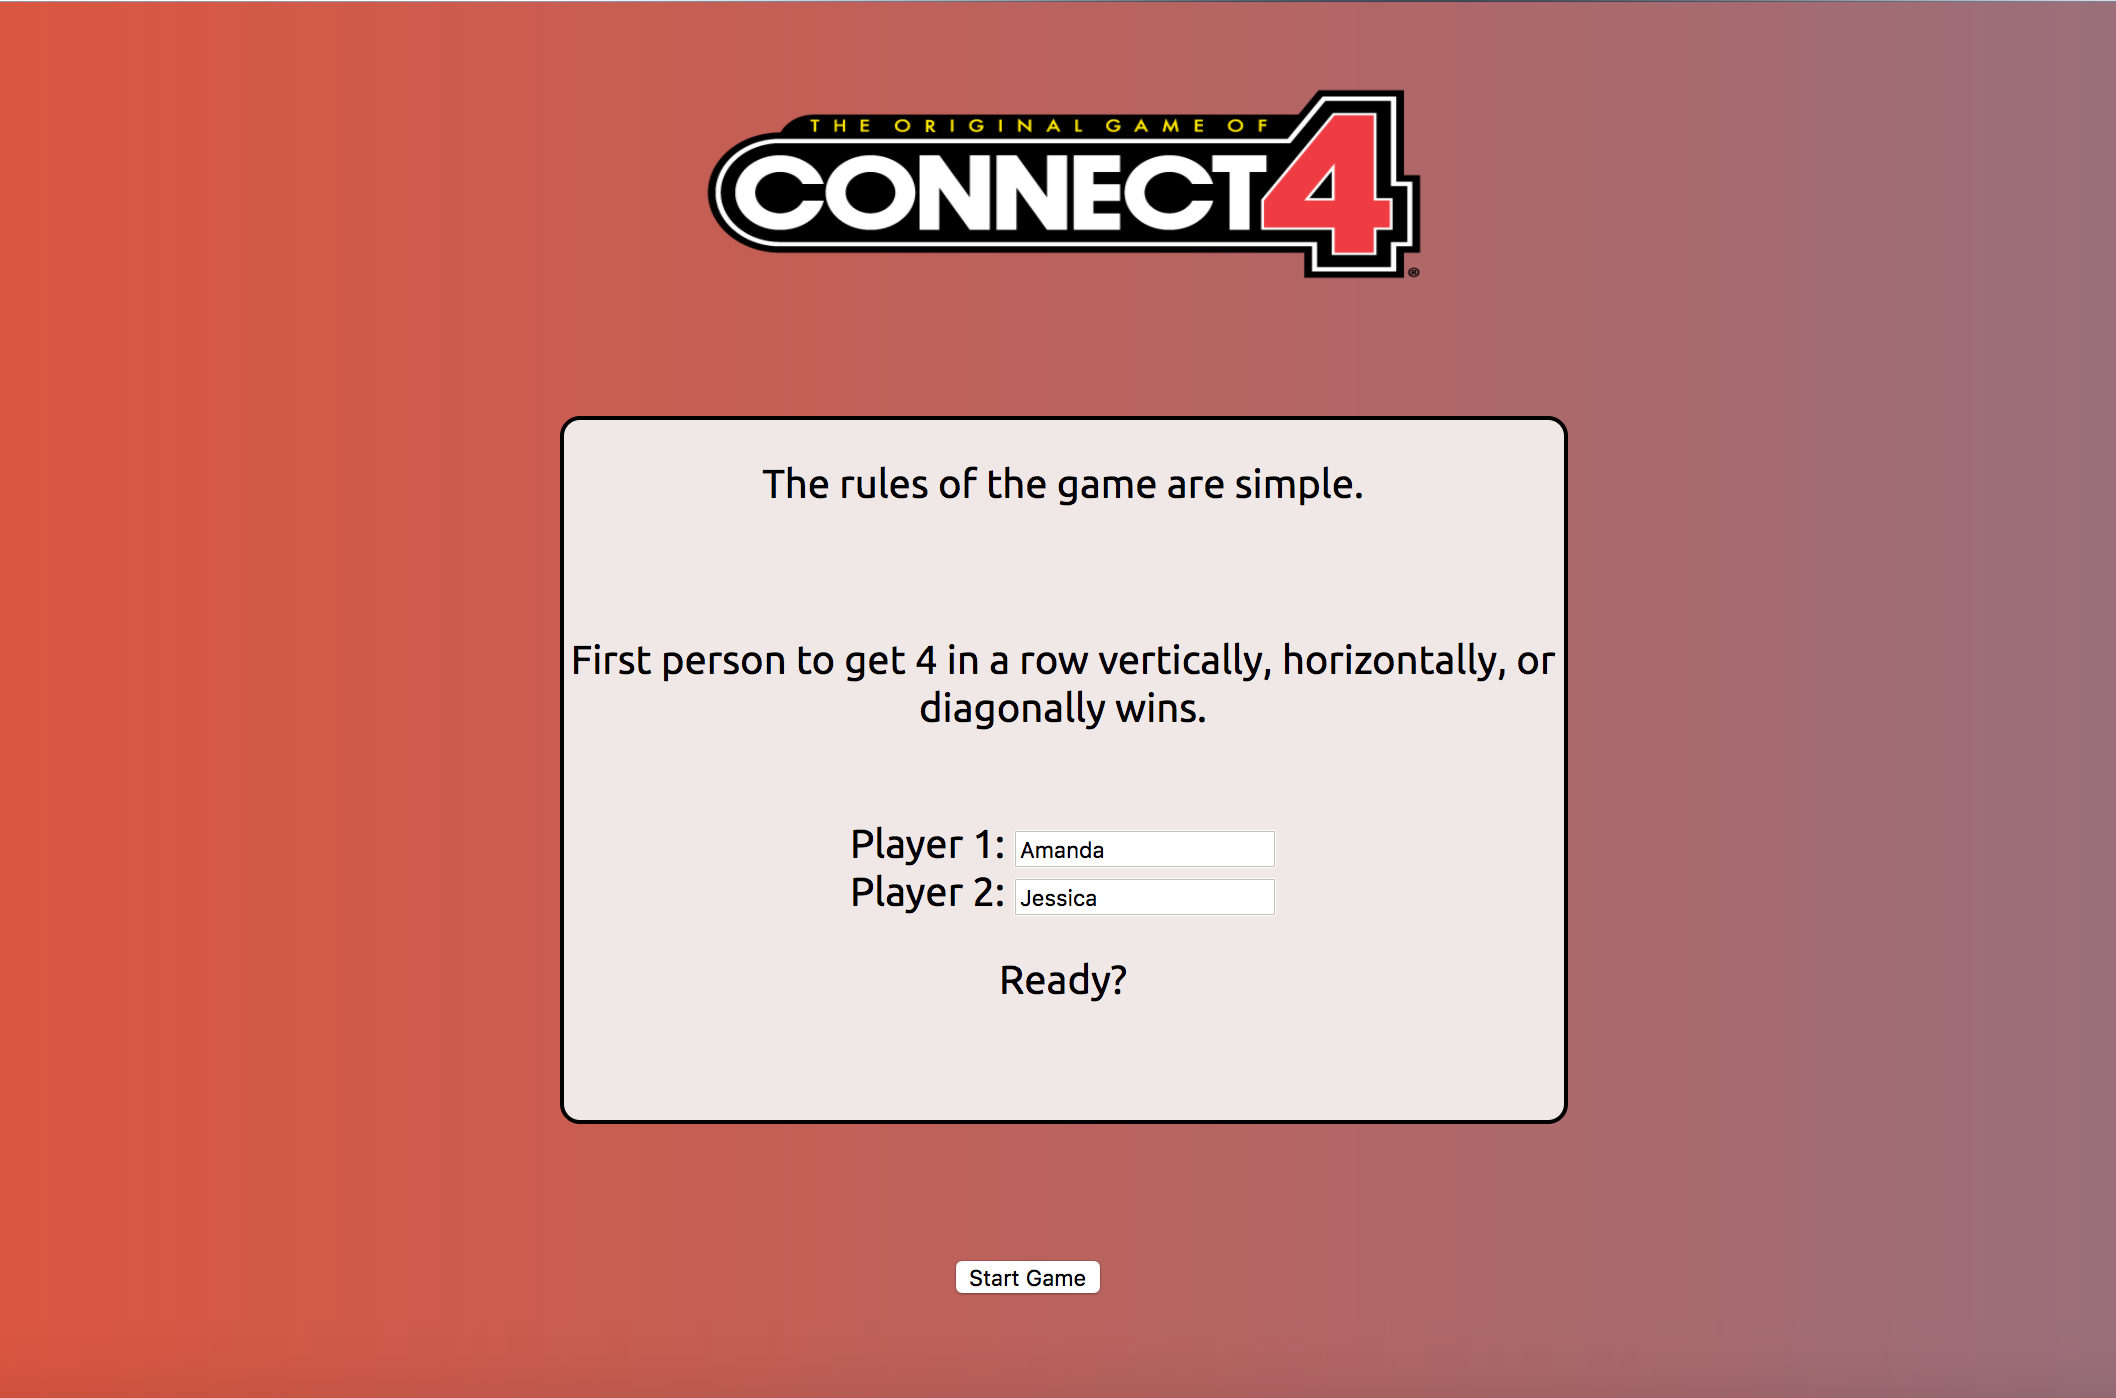 THE ORIGINAL GAME OF
CONNECT 4
®
The rules of the game are simple.
First person to get 4 in a row vertically, horizontally, or
diagonally wins.
Player 1: Amanda
Player 2: Jessica
Ready?
Start Game